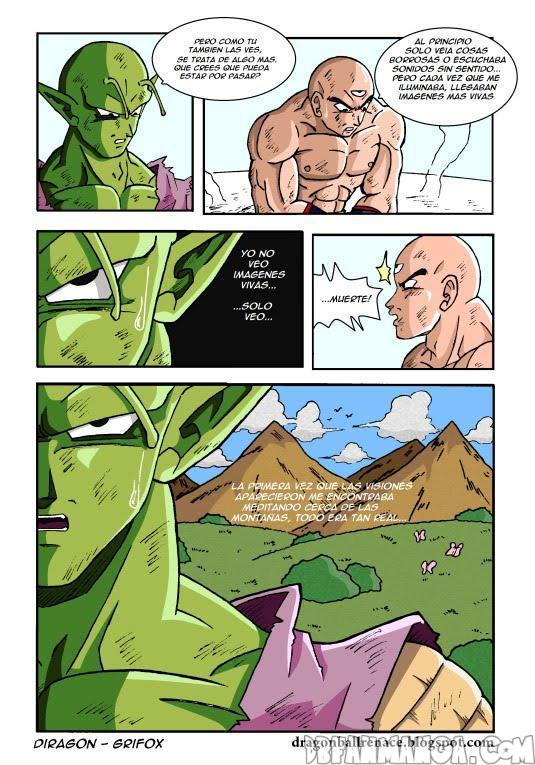 PERO COMO TU
TAMBIEN LAS VES,
SE TRATA DE ALGO MAS.
QUE CREES QUE PUEDA
ESTAR POR PASAR?
AL PRINCIPIO
SOLO VEIA COSAS
BORROSAS O ESCUCHABA
SONIDOS SIN SENTIDO...
PERO CADA VEZ QUE ME
ILUMINABA, LLEGABAN
IMAGENES MAS VIVAS
YO NO
VEO
IMAGENES
VIVAS...
...SOLO
VEO...
...MUERTE!
LA PRIMERA VEZ QUE LAS VISIONES
APARECIERON ME ENCONTRABA
MEDITANDO CERCA DE LAS
MONTAÑAS, TODO ERA TAN REAL...
DIRAGON - GRIFOX
dragonballrenace.blogspot.com
DBFANMANGA.COM